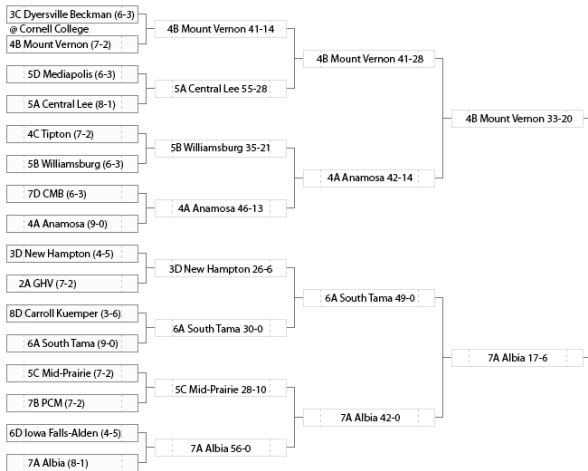 3C Dyersville Beckman (6-3)
@ Cornell College
4B Mount Vernon (7-2)
5D Mediapolis (6-3)
5A Central Lee (8-1)
4C Tipton (7-2)
5B Williamsburg (6-3)
7D CMB (6-3)
4A Anamosa (9-0)
3D New Hampton (4-5)
2A GHV (7-2)
8D Carroll Kuemper (3-6)
6A South Tama (9-0)
5C Mid-Prairie (7-2)
7B PCM (7-2)
6D Iowa Falls-Alden (4-5)
7A Albia (8-1)
4B Mount Vernon 41-14
5A Central Lee 55-28
5B Williamsburg 35-21
4A Anamosa 46-13
3D New Hampton 26-6
6A South Tama 30-0
5C Mid-Prairie 28-10
7A Albia 56-0
4B Mount Vernon 41-28
4A Anamosa 42-14
6A South Tama 49-0
7A Albia 42-0
4B Mount Vernon 33-20
7A Albia 17-6